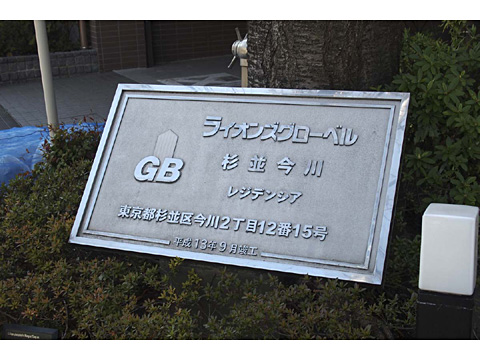 ライオンズグローベル
杉並今川
レジデンシア
GB
東京都杉並区今川2丁目12番15号
平成13年9月竣工